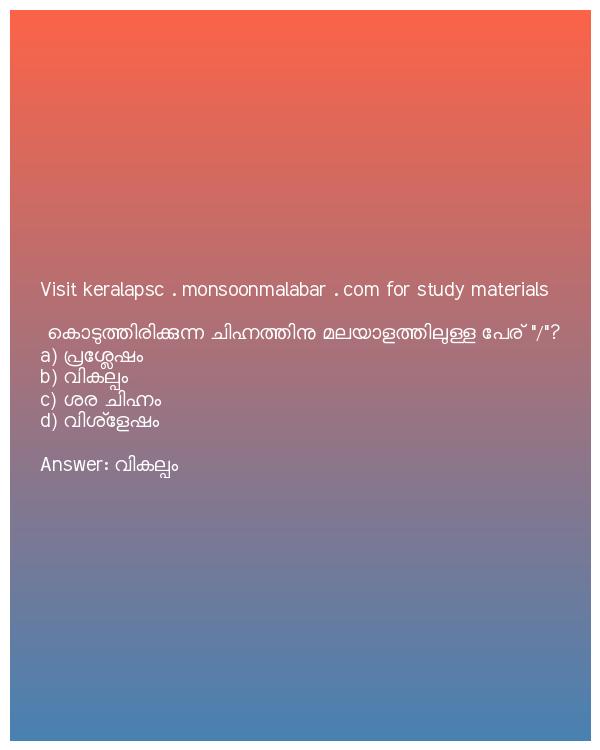 Visit keralapsc . monsoonmalabar . com for study materials
കൊടുത്തിരിക്കുന്ന ചിഹ്നത്തിനു മലയാളത്തിലുള്ള പേര് "/"?
a) പ്രശ്ലേഷം
b) വികല്പം
c) ശര ചിഹ്നം
d) വിശ്ളേഷം
Answer: വികല്പം